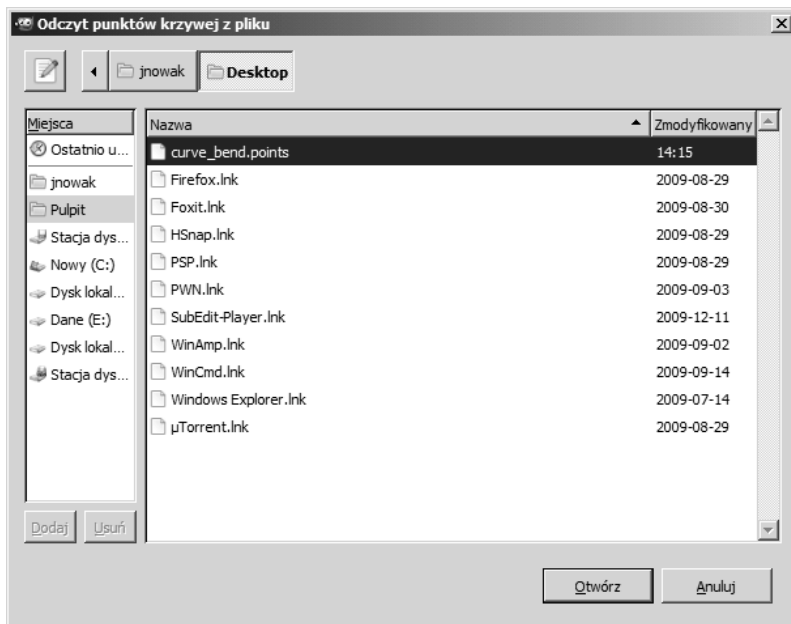 Odczyt punktów krzywej z pliku
jnowak
Desktop
Miejsca
Ostatnio u...
jnowak
Pulpit
Stacja dys...
Nowy (C:)
Dysk lokal...
Dane (E:)
Dysk lokal...
Stacja dys...
Dodaj
Usuń
Nazwa Zmodyfikowany
curve_bend.points 14:15
Firefox.lnk 2009-08-29
Foxit.lnk 2009-08-30
HSnap.lnk 2009-08-29
PSP.lnk 2009-08-29
PWN.lnk 2009-09-03
SubEdit-Player.lnk 2009-12-11
WinAmp.lnk 2009-09-02
WinCmd.lnk 2009-09-14
Windows Explorer.lnk 2009-07-14
µTorrent.lnk 2009-08-29
Otwórz
Anuluj